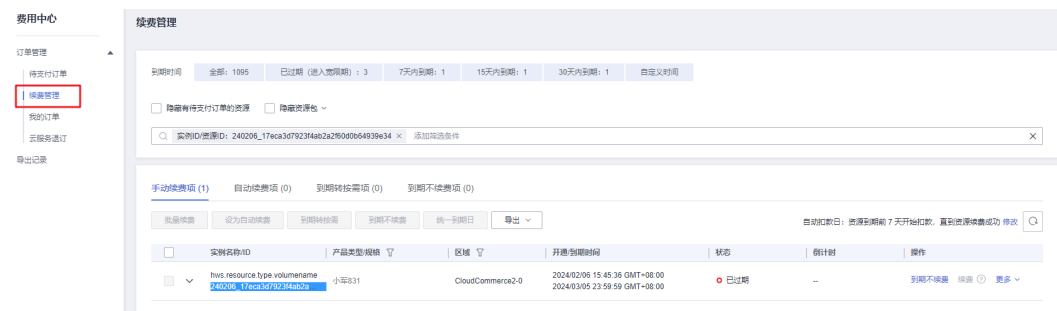 费用中心
续费管理
订单管理
待支付订单
续费管理
我的订单
云服务退订
导出记录
到期时间 全部：1095 已过期（进入宽限期）：3 7天内到期：1 15天内到期：1 30天内到期：1 自定义时间
隐藏有待支付订单的资源 隐藏资源包
实例ID/资源ID：240206_17eca3d7923f4ab2a2f60d0b64939e34 × 添加筛选条件
手动续费项 (1) 自动续费项 (0) 到期转按需项 (0) 到期不续费项 (0)
批量续费 设为自动续费 到期转按需 到期不续费 统一到期日 导出
自动扣款日：资源到期前 7 天开始扣款，直到资源续费成功 修改
实例名称/ID 产品类型/规格 区域 开通/到期时间 状态 倒计时 操作
hws.resource.type.volumename
240206_17eca3d7923f4ab2a
小军831 CloudCommerce2-0
2024/02/06 15:45:36 GMT+08:00
2024/03/05 23:59:59 GMT+08:00
已过期 -- 到期不续费 续费 ? 更多